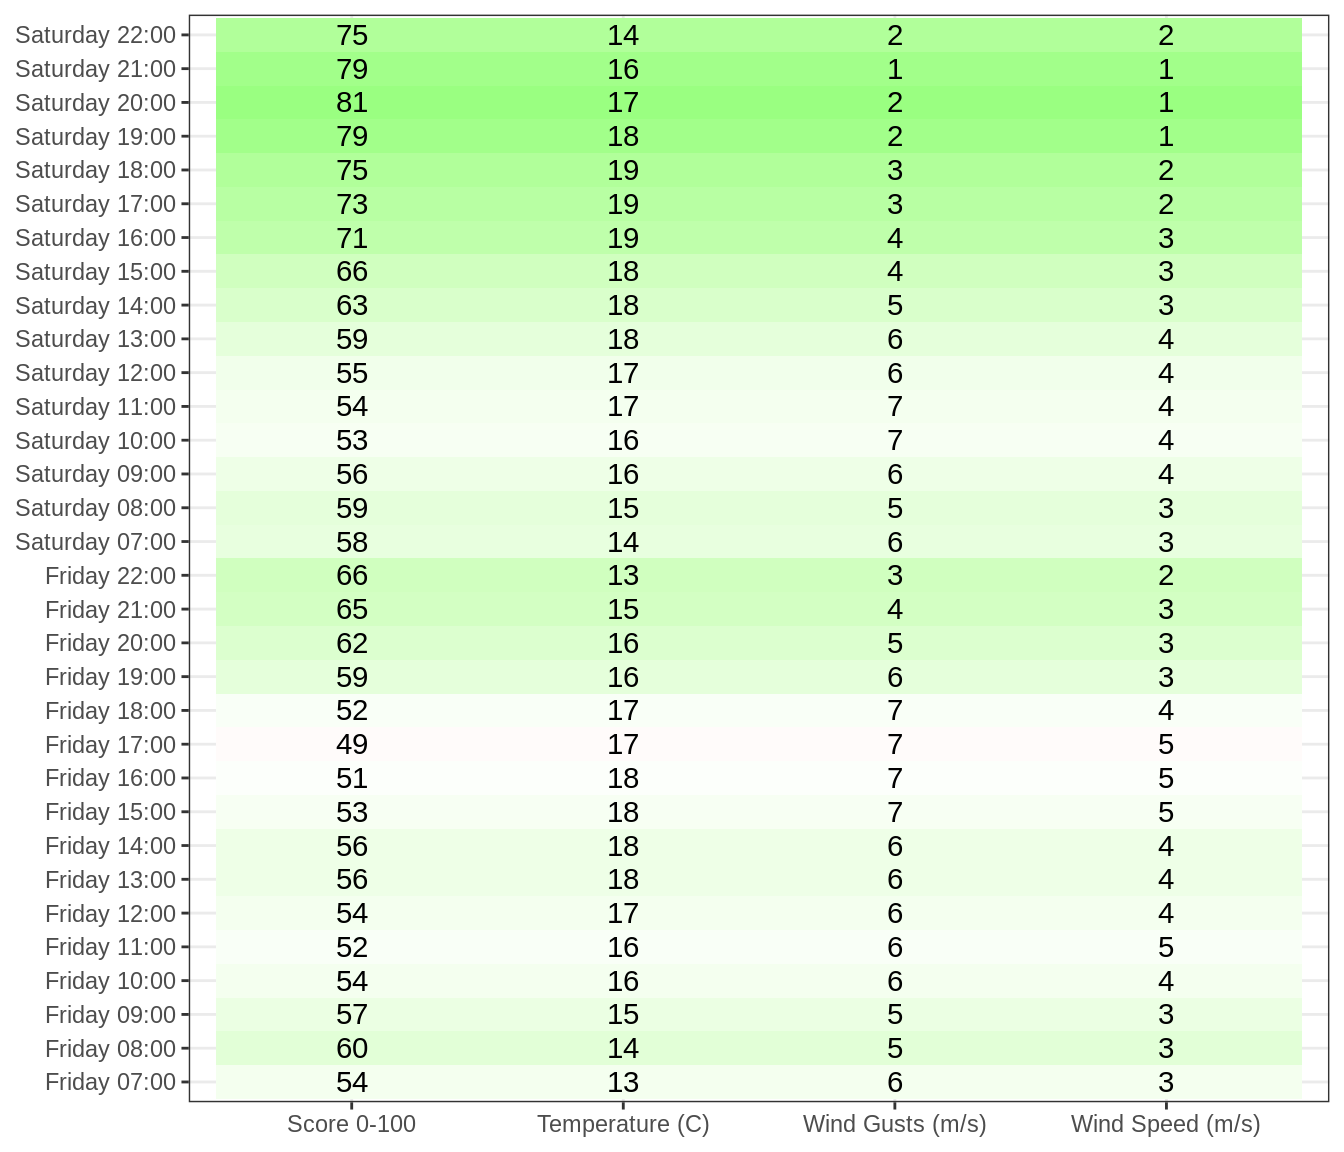 Saturday 22:00 75 14 2 2
Saturday 21:00 79 16 1 1
Saturday 20:00 81 17 2 1
Saturday 19:00 79 18 2 1
Saturday 18:00 75 19 3 2
Saturday 17:00 73 19 3 2
Saturday 16:00 71 19 4 3
Saturday 15:00 66 18 4 3
Saturday 14:00 63 18 5 3
Saturday 13:00 59 18 6 4
Saturday 12:00 55 17 6 4
Saturday 11:00 54 17 7 4
Saturday 10:00 53 16 7 4
Saturday 09:00 56 16 6 4
Saturday 08:00 59 15 5 3
Saturday 07:00 58 14 6 3
Friday 22:00 66 13 3 2
Friday 21:00 65 15 4 3
Friday 20:00 62 16 5 3
Friday 19:00 59 16 6 3
Friday 18:00 52 17 7 4
Friday 17:00 49 17 7 5
Friday 16:00 51 18 7 5
Friday 15:00 53 18 7 5
Friday 14:00 56 18 6 4
Friday 13:00 56 18 6 4
Friday 12:00 54 17 6 4
Friday 11:00 52 16 6 5
Friday 10:00 54 16 6 4
Friday 09:00 57 15 5 3
Friday 08:00 60 14 5 3
Friday 07:00 54 13 6 3
Score 0-100 Temperature (C) Wind Gusts (m/s) Wind Speed (m/s)